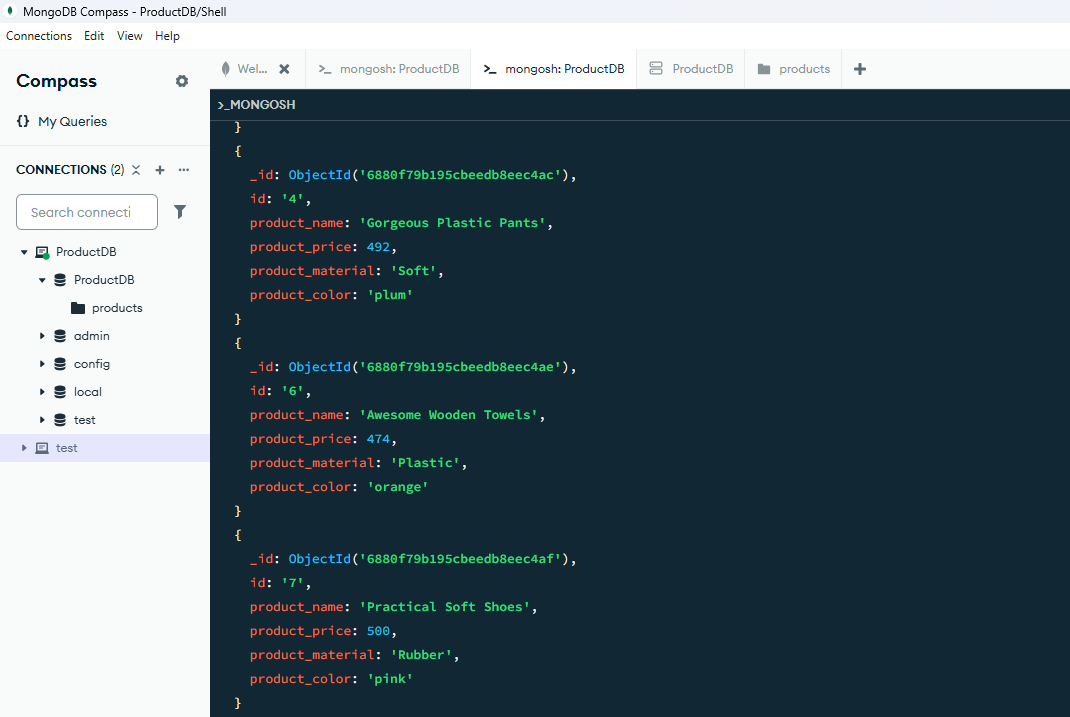 MongoDB Compass - ProductDB/Shell
Connections Edit View Help
Compass
My Queries
CONNECTIONS (2)
Search connecti
ProductDB
ProductDB
products
admin
config
local
test
test
Wel... mongosh: ProductDB mongosh: ProductDB ProductDB products
>_MONGOSH
}
{
_id: ObjectId('6880f79b195cbeedb8eec4ac'),
id: '4',
product_name: 'Gorgeous Plastic Pants',
product_price: 492,
product_material: 'Soft',
product_color: 'plum'
}
{
_id: ObjectId('6880f79b195cbeedb8eec4ae'),
id: '6',
product_name: 'Awesome Wooden Towels',
product_price: 474,
product_material: 'Plastic',
product_color: 'orange'
}
{
_id: ObjectId('6880f79b195cbeedb8eec4af'),
id: '7',
product_name: 'Practical Soft Shoes',
product_price: 500,
product_material: 'Rubber',
product_color: 'pink'
}